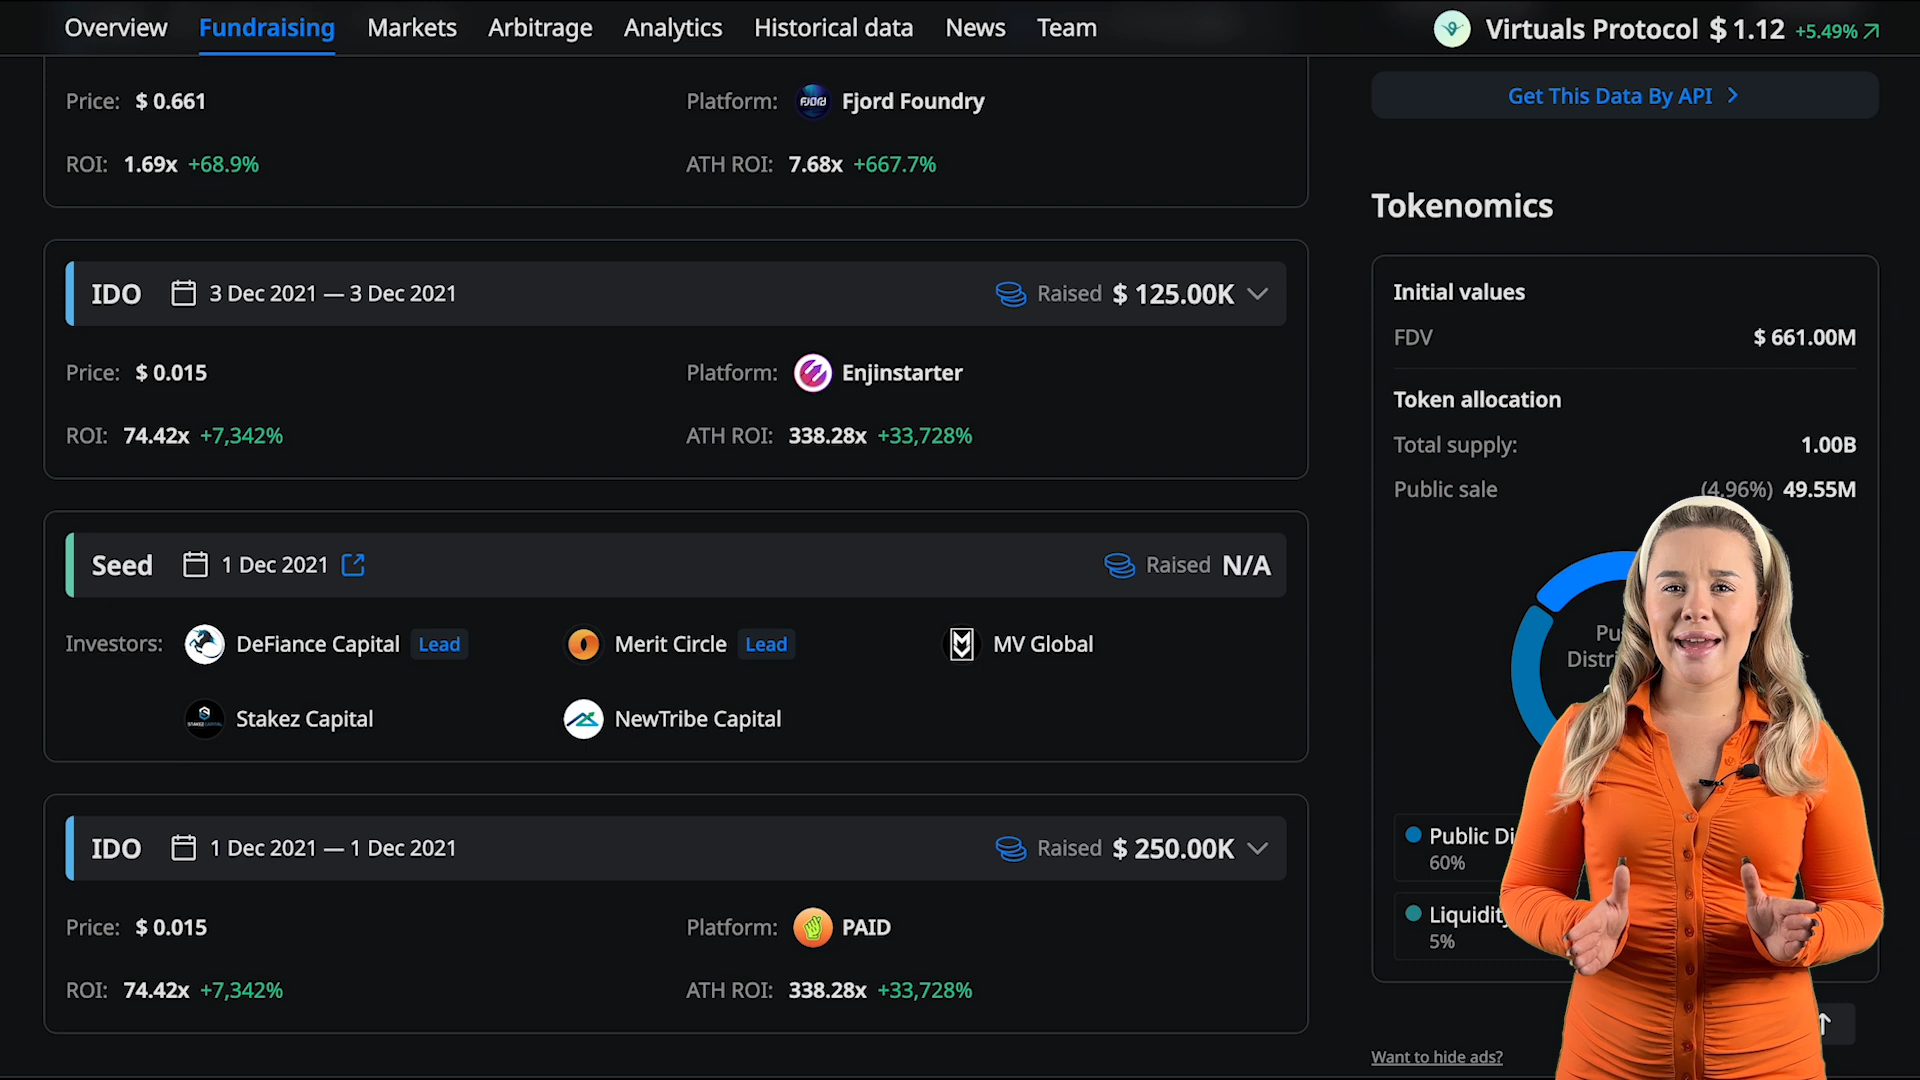 Overview Fundraising Markets Arbitrage Analytics Historical data News Team
Virtuals Protocol $ 1.12 +5.49%
Price: $ 0.661
Platform: FJORD Fjord Foundry
ROI: 1.69x +68.9%
ATH ROI: 7.68x +667.7%
IDO 3 Dec 2021 — 3 Dec 2021 Raised $ 125.00K
Price: $ 0.015
Platform: Enjinstarter
ROI: 74.42x +7,342%
ATH ROI: 338.28x +33,728%
Seed 1 Dec 2021 Raised N/A
Investors: DeFiance Capital Lead Merit Circle Lead MV Global
Stakez Capital NewTribe Capital
IDO 1 Dec 2021 — 1 Dec 2021 Raised $ 250.00K
Price: $ 0.015
Platform: PAID
ROI: 74.42x +7,342%
ATH ROI: 338.28x +33,728%
Get This Data By API
Tokenomics
Initial values
FDV $ 661.00M
Token allocation
Total supply: 1.00B
Public sale (4.96%) 49.55M
Public
60%
5%
Want to hide ads?